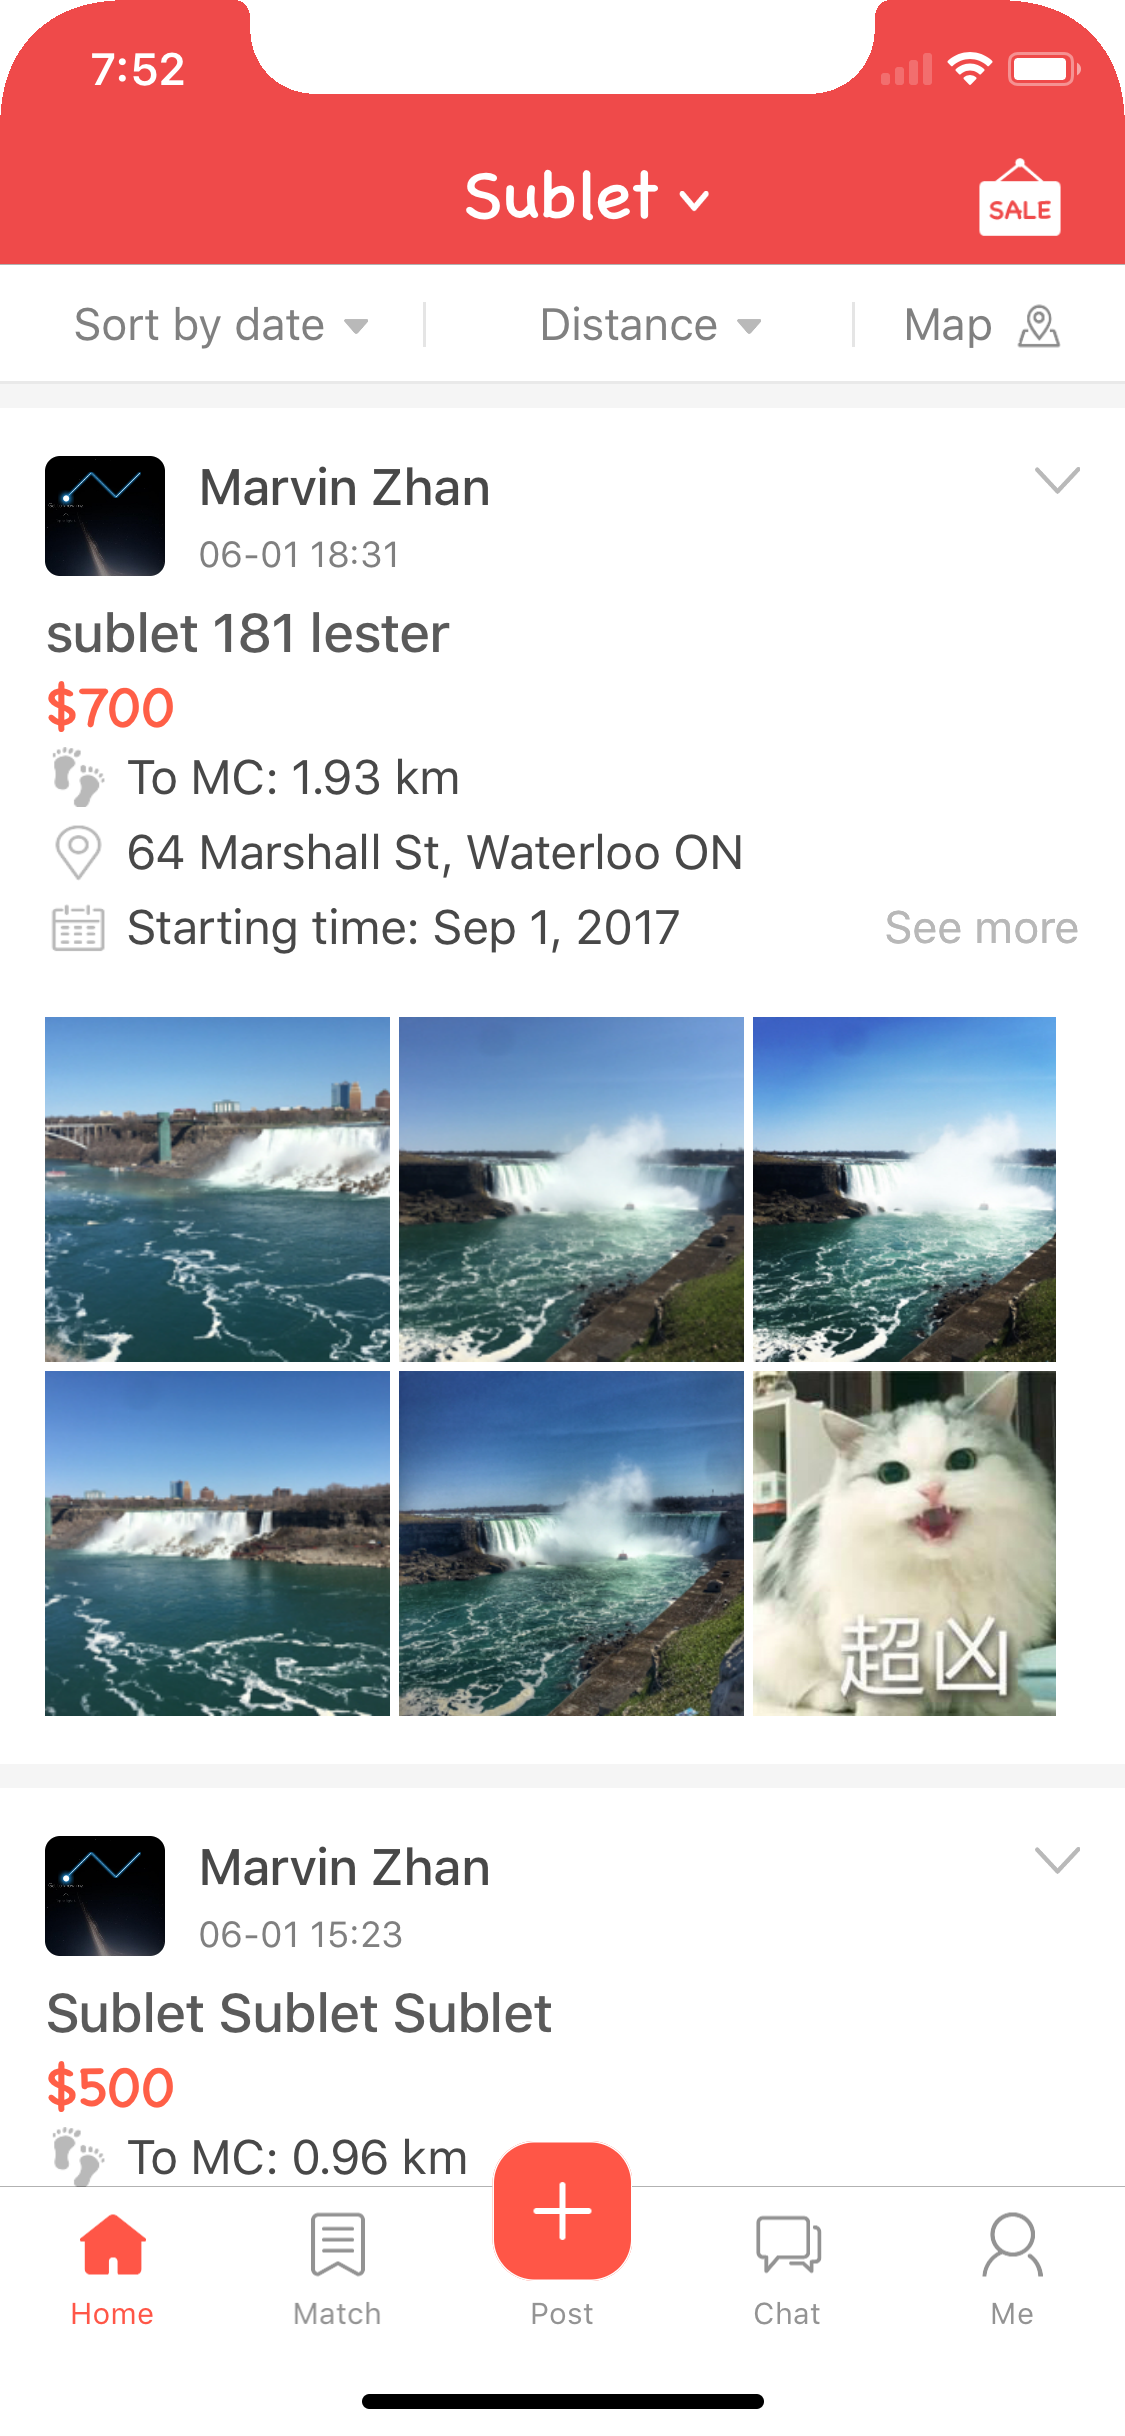 7:52
Sublet
SALE
Sort by date
Distance
Map
Marvin Zhan
06-01 18:31
sublet 181 lester
$700
To MC: 1.93 km
64 Marshall St, Waterloo ON
Starting time: Sep 1, 2017
See more
超凶
Marvin Zhan
06-01 15:23
Sublet Sublet Sublet
$500
To MC: 0.96 km
Home
Match
Post
Chat
Me